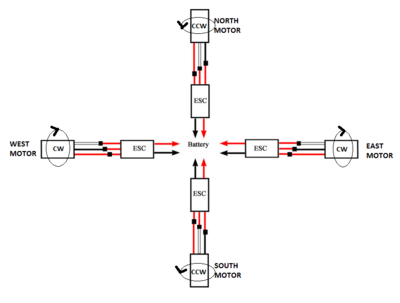 NORTH
MOTOR
CCW
ESC
WEST
MOTOR
CW
ESC
Battery
ESC
CW
EAST
MOTOR
ESC
CCW
SOUTH
MOTOR